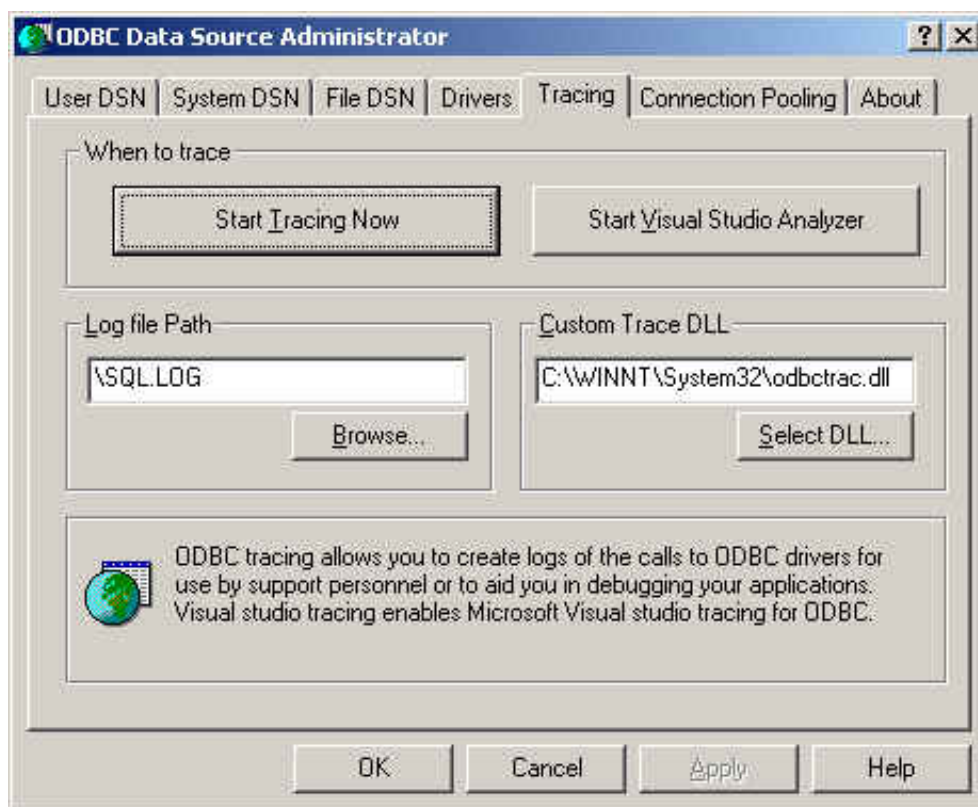 ODBC Data Source Administrator
User DSN System DSN File DSN Drivers Tracing Connection Pooling About
When to trace
Start Tracing Now Start Visual Studio Analyzer
Log file Path Custom Trace DLL
\SQL.LOG C:\WINNT\System32\odbctrac.dll
Browse... Select DLL...
ODBC tracing allows you to create logs of the calls to ODBC drivers for
use by support personnel or to aid you in debugging your applications.
Visual studio tracing enables Microsoft Visual studio tracing for ODBC.
OK Cancel Apply Help